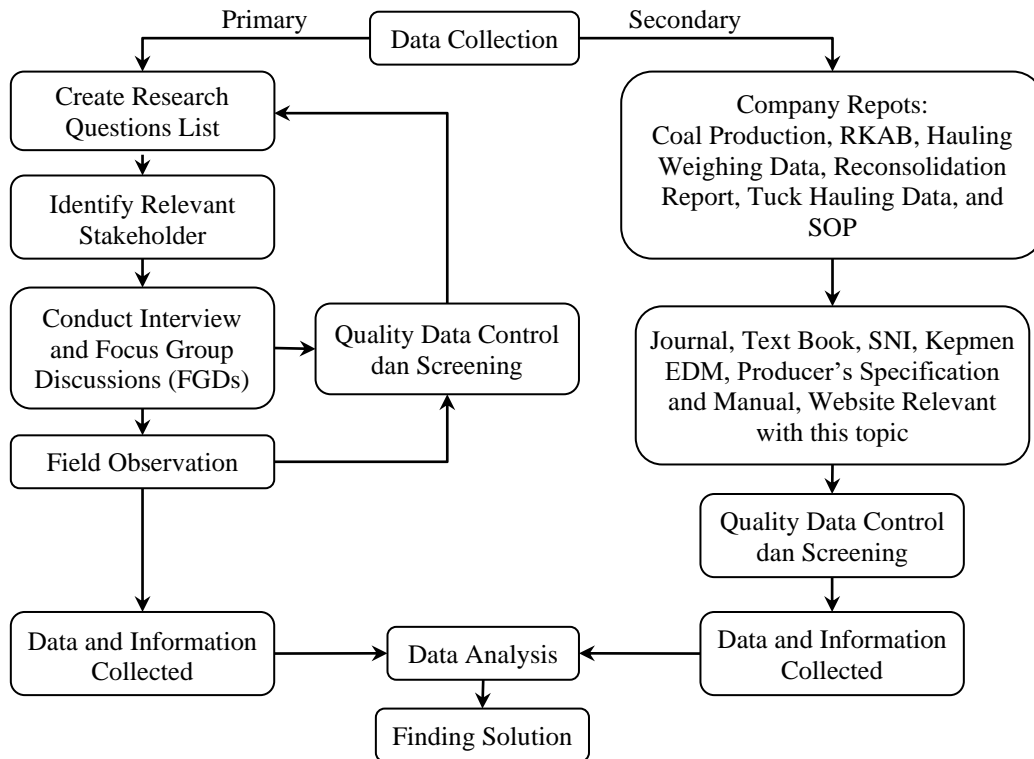 Primary
Data Collection
Secondary
Create Research
Questions List
Identify Relevant
Stakeholder
Conduct Interview
and Focus Group
Discussions (FGDs)
Quality Data Control
dan Screening
Field Observation
Data and Information
Collected
Company Repots:
Coal Production, RKAB, Hauling
Weighing Data, Reconsolidation
Report, Tuck Hauling Data, and
SOP
Journal, Text Book, SNI, Kepmen
EDM, Producer’s Specification
and Manual, Website Relevant
with this topic
Quality Data Control
dan Screening
Data and Information
Collected
Data Analysis
Finding Solution